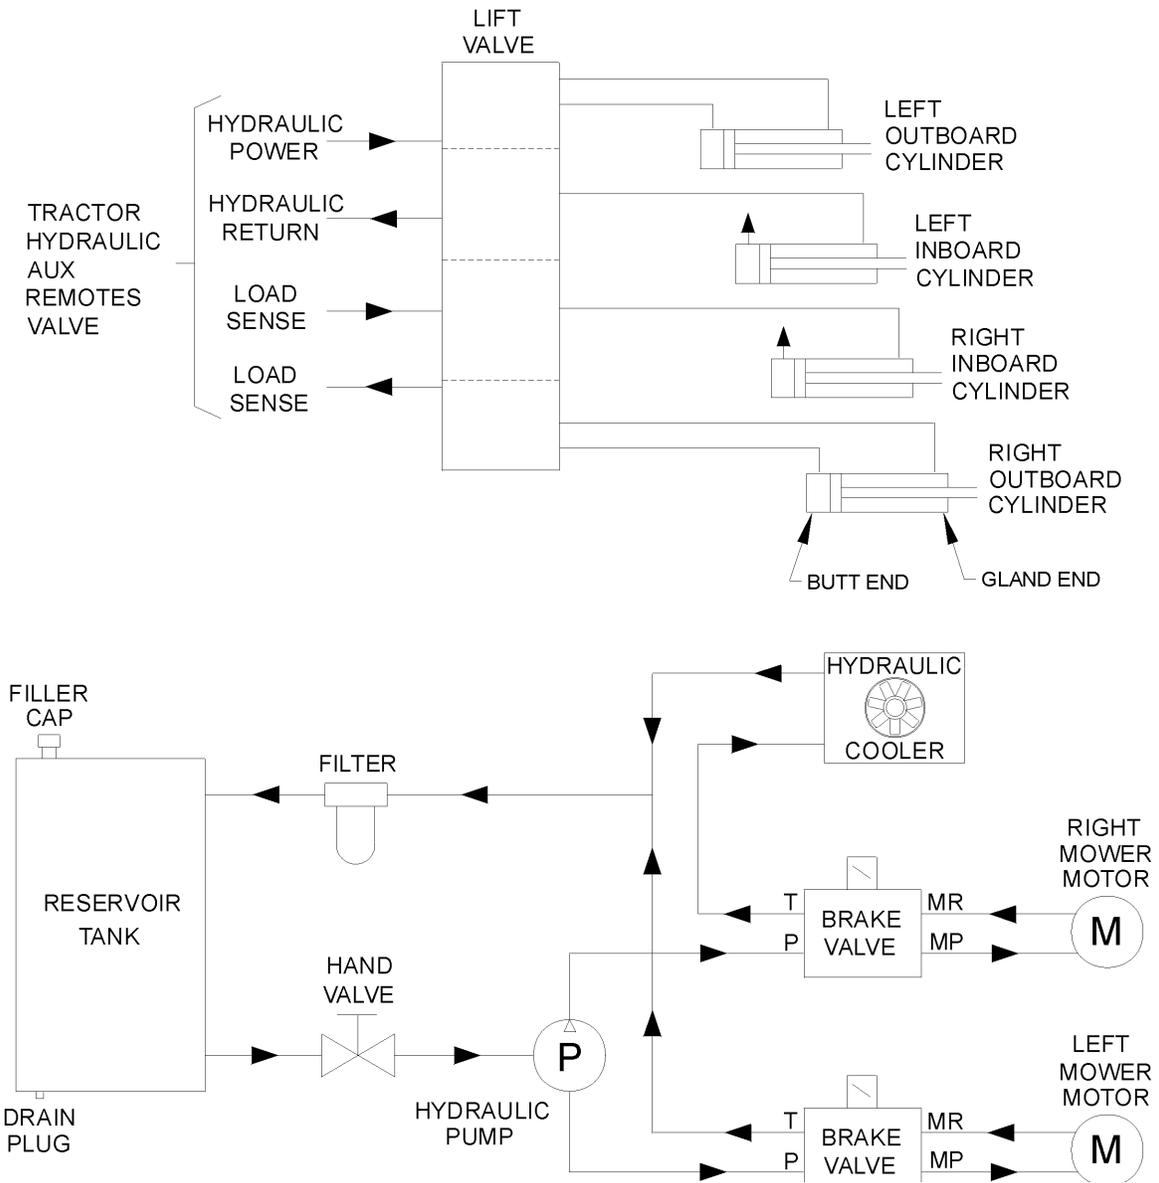 LIFT
VALVE
HYDRAULIC
POWER
HYDRAULIC
RETURN
TRACTOR
HYDRAULIC
AUX
REMOTES
VALVE
LOAD
SENSE
LOAD
SENSE
LEFT
OUTBOARD
CYLINDER
LEFT
INBOARD
CYLINDER
RIGHT
INBOARD
CYLINDER
RIGHT
OUTBOARD
CYLINDER
BUTT END
GLAND END
FILLER
CAP
FILTER
HYDRAULIC
COOLER
RESERVOIR
TANK
HAND
VALVE
P
HYDRAULIC
PUMP
DRAIN
PLUG
RIGHT
MOWER
MOTOR
T
BRAKE
VALVE
MR
P
MP
M
LEFT
MOWER
MOTOR
T
BRAKE
VALVE
MR
P
MP
M